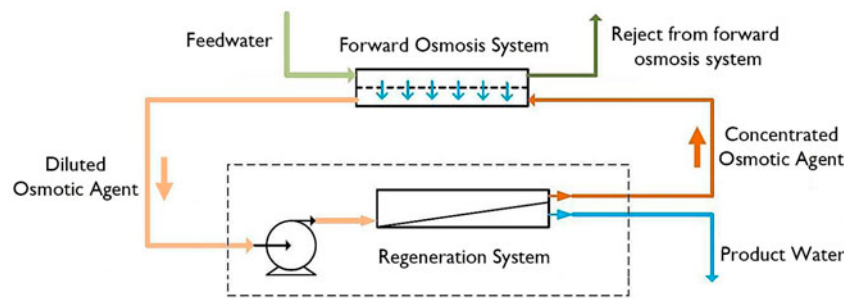 Feedwater
Forward Osmosis System
Reject from forward
osmosis system
Diluted
Osmotic Agent
Concentrated
Osmotic Agent
Regeneration System
Product Water